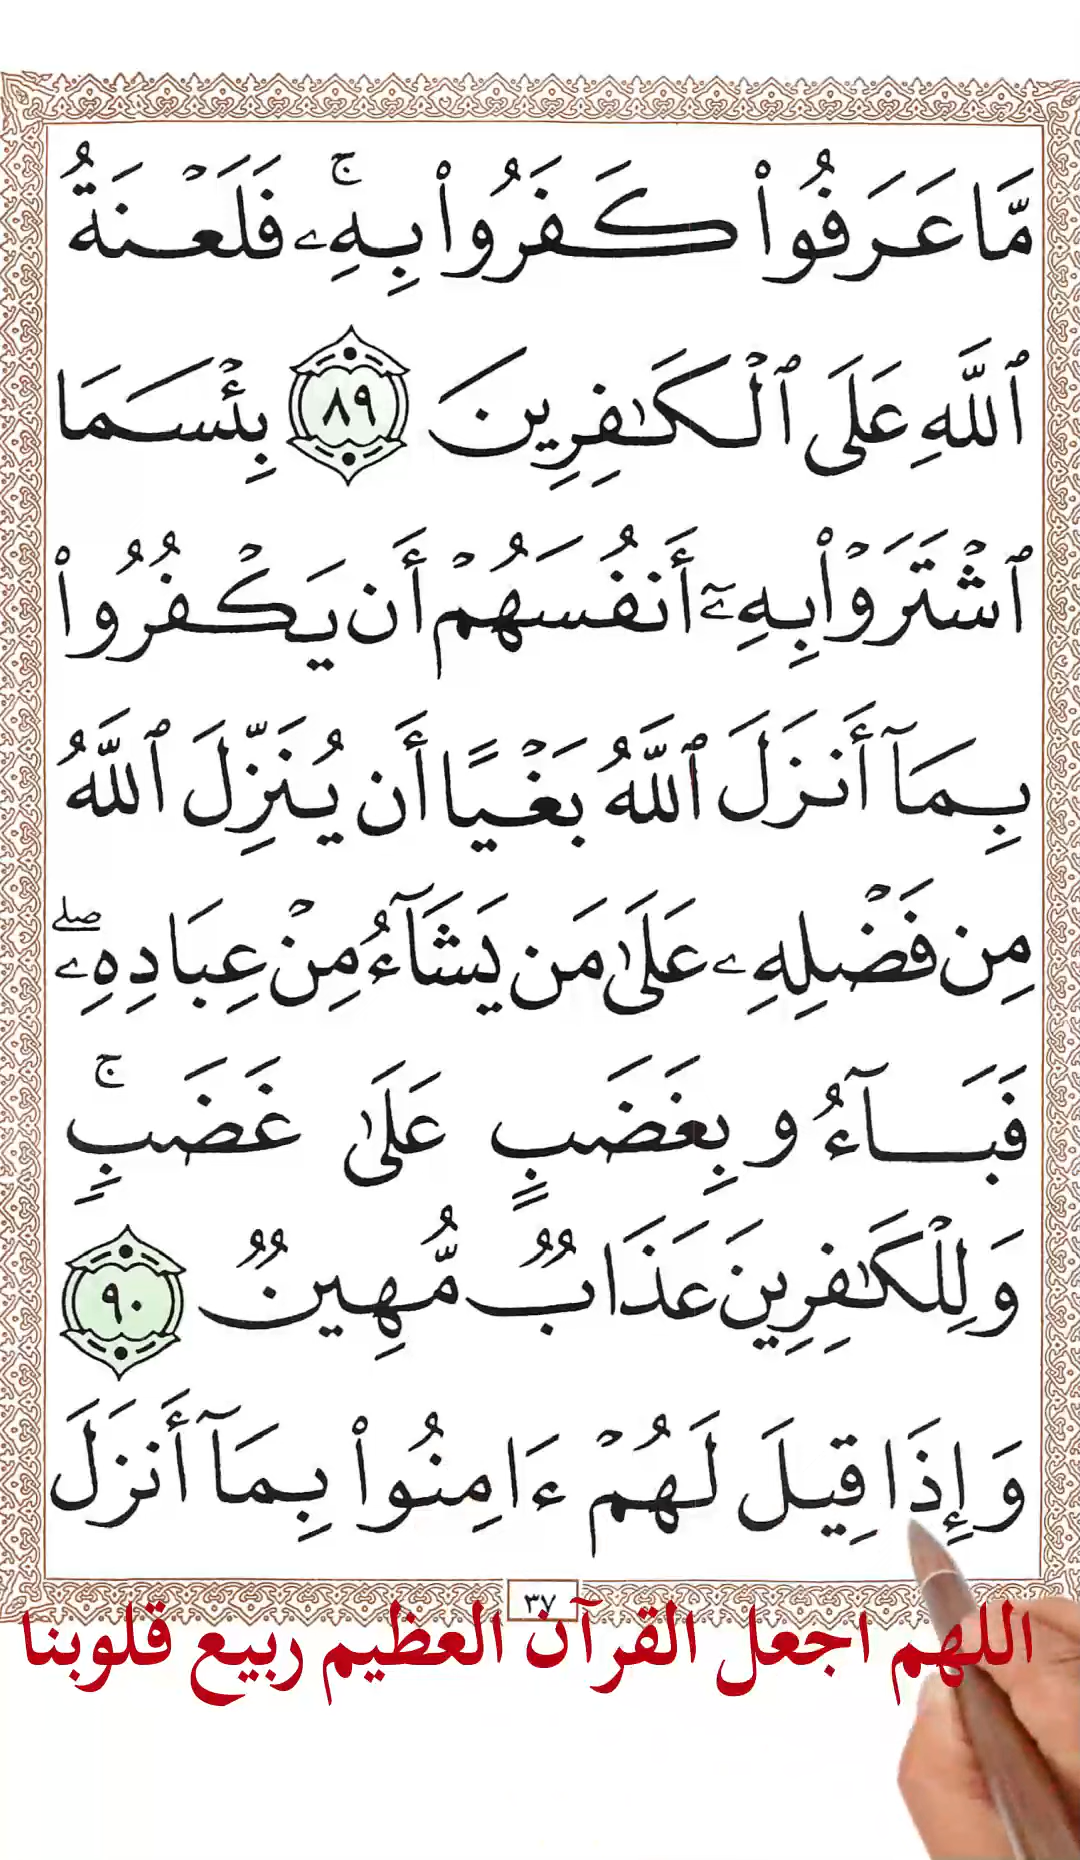 مَّا عَرَفُوا۟ كَفَرُوا۟ بِهِۦ ۚ فَلَعْنَةُ
ٱللَّهِ عَلَى ٱلْكَـٰفِرِينَ ٨٩ بِئْسَمَا
ٱشْتَرَوْا۟ بِهِۦٓ أَنفُسَهُمْ أَن يَكْفُرُوا۟
بِمَآ أَنزَلَ ٱللَّهُ بَغْيًا أَن يُنَزِّلَ ٱللَّهُ
مِن فَضْلِهِۦ عَلَىٰ مَن يَشَآءُ مِنْ عِبَادِهِۦ ۖ
فَبَآءُو بِغَضَبٍ عَلَىٰ غَضَبٍ ۚ
وَلِلْكَـٰفِرِينَ عَذَابٌ مُّهِينٌ ٩٠
وَإِذَا قِيلَ لَهُمْ ءَامِنُوا۟ بِمَآ أَنزَلَ
٣٧
اللهم اجعل القرآن العظيم ربيع قلوبنا